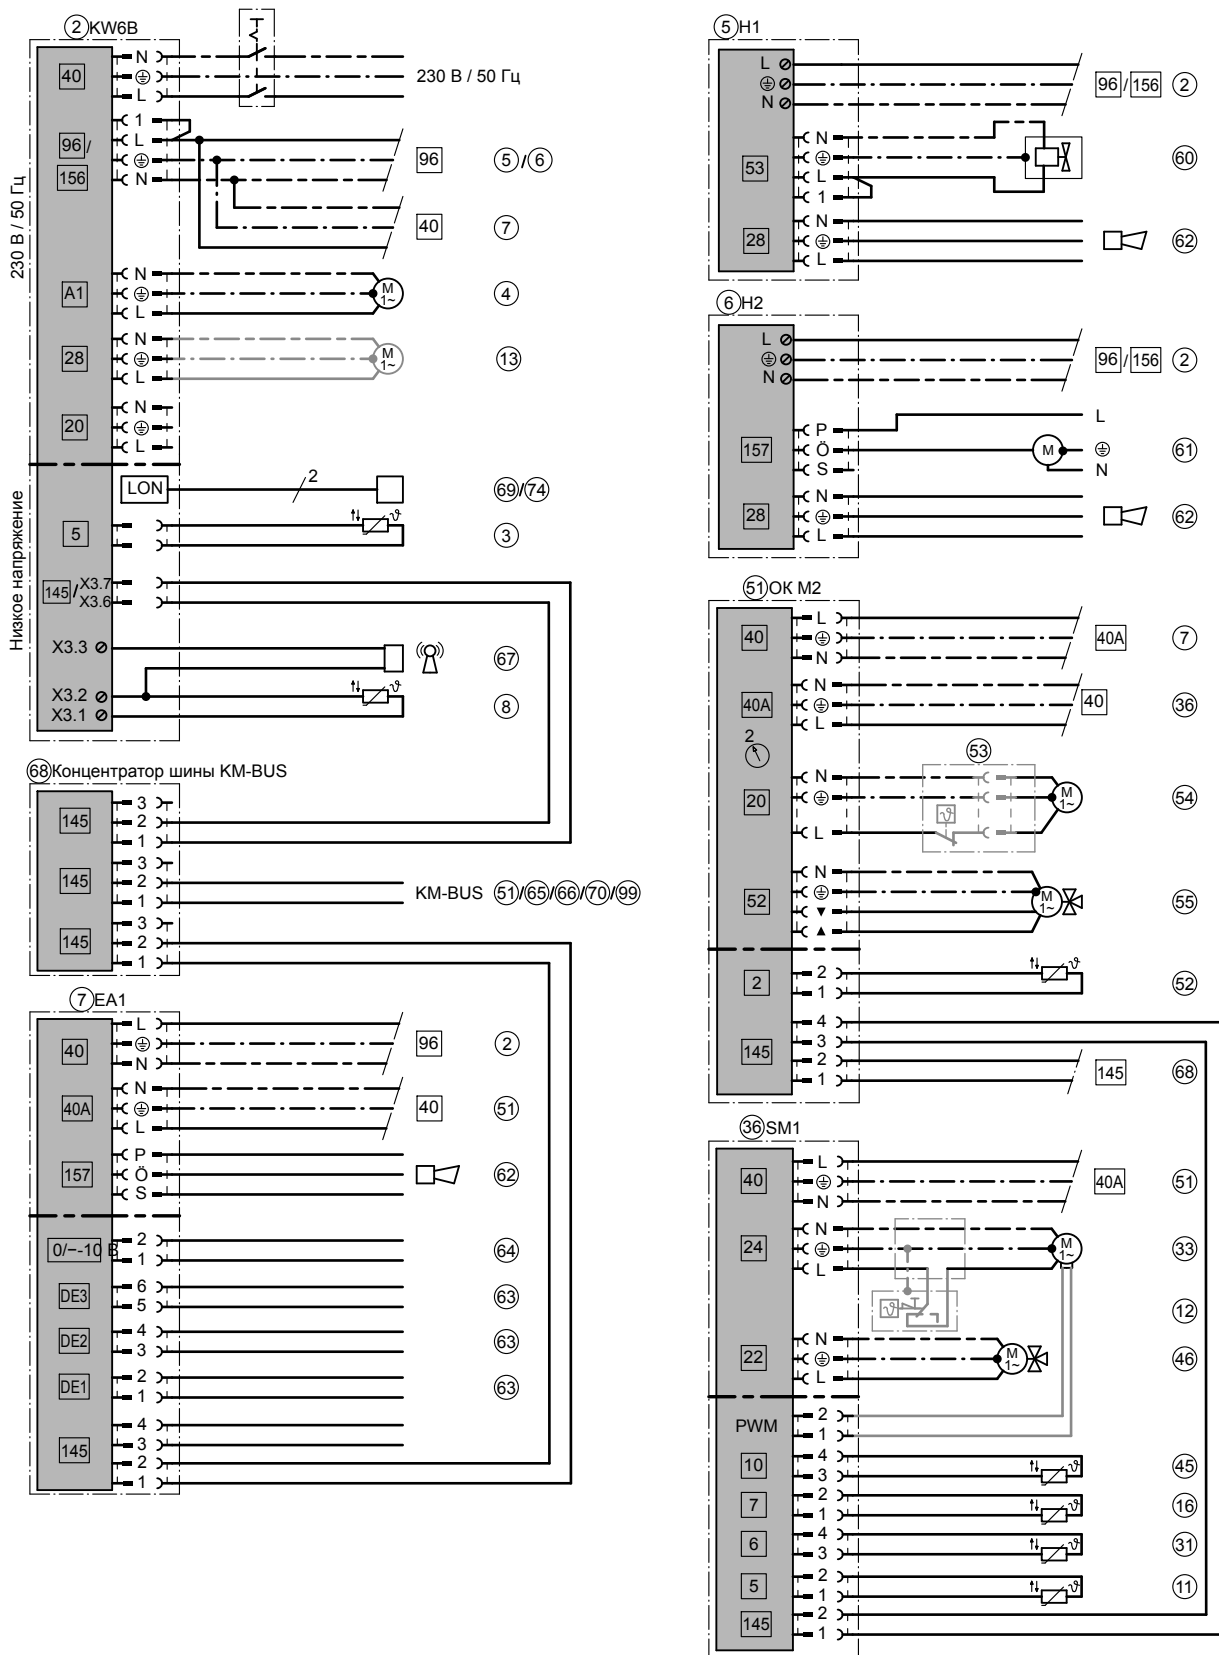 2 KW6B
40
N
L
230 В / 50 Гц
96 /
156
1
L
N
96
5 / 6
40
7
230 В / 50 Гц
A1
N
L
M
1~
4
28
N
L
M
1~
13
20
N
L
Низкое напряжение
LON
2
69/74
5
ϑ
3
145 / X3.7
X3.6
X3.3
67
X3.2
X3.1
ϑ
8
68 Концентратор шины KM-BUS
145
3
2
1
145
3
2
1
KM-BUS 51/65/66/70/99
145
3
2
1
7 EA1
40
L
N
96
2
40A
N
L
40
51
157
P
Ö
S
62
0/−-10 В
2
1
64
DE3
6
5
63
DE2
4
3
63
DE1
2
1
63
145
4
3
2
1
5 H1
L
N
96/156 2
53
N
L
1
60
28
N
L
62
6 H2
L
N
96/156 2
157
P
Ö
S
L
M
N
61
28
N
L
62
51 ОК M2
40
L
N
40A
7
40A
N
L
40
36
2
53
20
N
L
ϑ
M
1~
54
52
N
▼
▲
M
1~
55
2
2
1
ϑ
52
145
4
3
2
1
145
68
36 SM1
40
L
N
40A
51
24
N
L
M
1~
33
ϑ
12
22
N
L
M
1~
46
PWM
2
1
10
4
3
ϑ
45
7
2
1
ϑ
16
6
4
3
ϑ
31
5
2
1
ϑ
11
145
2
1